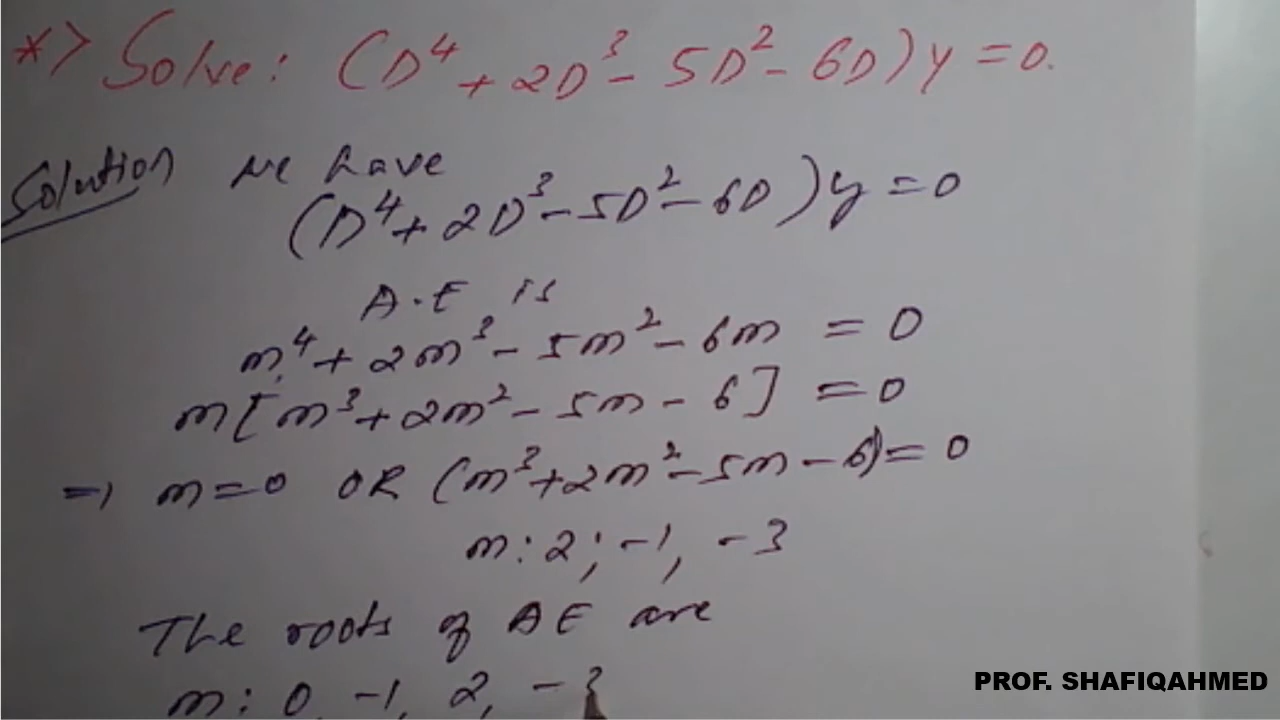 *> Solve: (D⁴ + 2D³ - 5D² - 6D) y = 0.
Solution we have
(D⁴ + 2D³ - 5D² - 6D) y = 0
A.E is
m⁴ + 2m³ - 5m² - 6m = 0
m[m³ + 2m² - 5m - 6] = 0
=> m = 0 OR (m³ + 2m² - 5m - 6) = 0
m: 2; -1, -3
The roots of AE are
m: 0, -1, 2, -3
PROF. SHAFIQAHMED